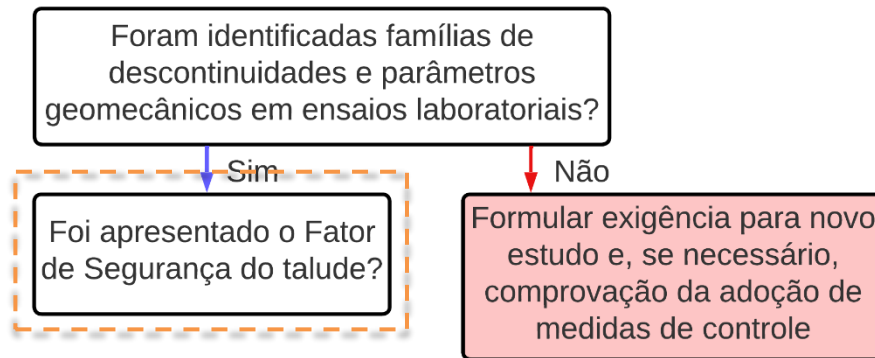 Foram identificadas famílias de
descontinuidades e parâmetros
geomecânicos em ensaios laboratoriais?
Sim
Não
Foi apresentado o Fator
de Segurança do talude?
Formular exigência para novo
estudo e, se necessário,
comprovação da adoção de
medidas de controle